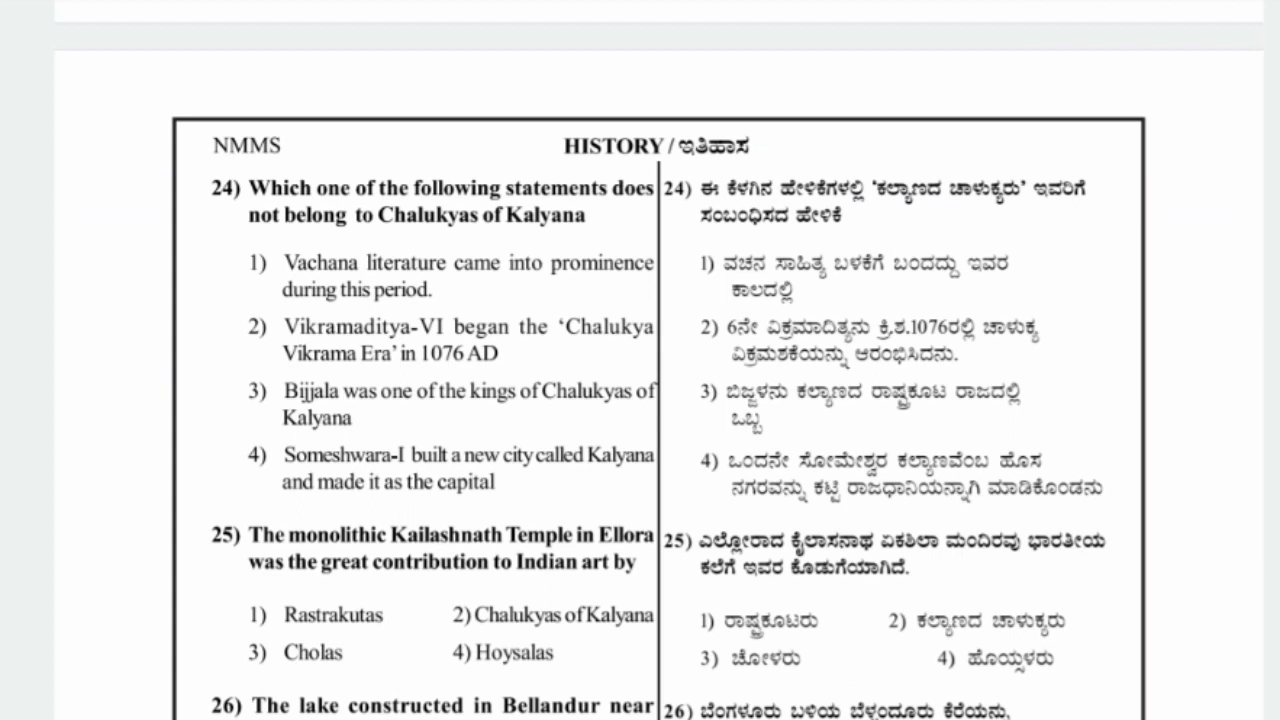 NMMS
HISTORY / ಇತಿಹಾಸ
24) Which one of the following statements does
not belong to Chalukyas of Kalyana
1) Vachana literature came into prominence
during this period.
2) Vikramaditya-VI began the ‘Chalukya
Vikrama Era’ in 1076 AD
3) Bijjala was one of the kings of Chalukyas of
Kalyana
4) Someshwara-I built a new city called Kalyana
and made it as the capital
25) The monolithic Kailashnath Temple in Ellora
was the great contribution to Indian art by
1) Rastrakutas 2) Chalukyas of Kalyana
3) Cholas 4) Hoysalas
26) The lake constructed in Bellandur near
24) ಈ ಕೆಳಗಿನ ಹೇಳಿಕೆಗಳಲ್ಲಿ ‘ಕಲ್ಯಾಣದ ಚಾಳುಕ್ಯರು’ ಇವರಿಗೆ
ಸಂಬಂಧಿಸದ ಹೇಳಿಕೆ
1) ವಚನ ಸಾಹಿತ್ಯ ಬಳಕೆಗೆ ಬಂದದ್ದು ಇವರ
ಕಾಲದಲ್ಲಿ
2) 6ನೇ ವಿಕ್ರಮಾದಿತ್ಯನು ಕ್ರಿ.ಶ.1076ರಲ್ಲಿ ಚಾಳುಕ್ಯ
ವಿಕ್ರಮಶಕೆಯನ್ನು ಆರಂಭಿಸಿದನು.
3) ಬಿಜ್ಜಳನು ಕಲ್ಯಾಣದ ರಾಷ್ಟ್ರಕೂಟ ರಾಜದಲ್ಲಿ
ಒಬ್ಬ
4) ಒಂದನೇ ಸೋಮೇಶ್ವರ ಕಲ್ಯಾಣವೆಂಬ ಹೊಸ
ನಗರವನ್ನು ಕಟ್ಟಿ ರಾಜಧಾನಿಯನ್ನಾಗಿ ಮಾಡಿಕೊಂಡನು
25) ಎಲ್ಲೋರಾದ ಕೈಲಾಸನಾಥ ಏಕಶಿಲಾ ಮಂದಿರವು ಭಾರತೀಯ
ಕಲೆಗೆ ಇವರ ಕೊಡುಗೆಯಾಗಿದೆ.
1) ರಾಷ್ಟ್ರಕೂಟರು 2) ಕಲ್ಯಾಣದ ಚಾಳುಕ್ಯರು
3) ಚೋಳರು 4) ಹೊಯ್ಸಳರು
26) ಬೆಂಗಳೂರು ಬಳಿಯ ಬೆಳ್ಳಂದೂರು ಕೆರೆಯನ್ನು